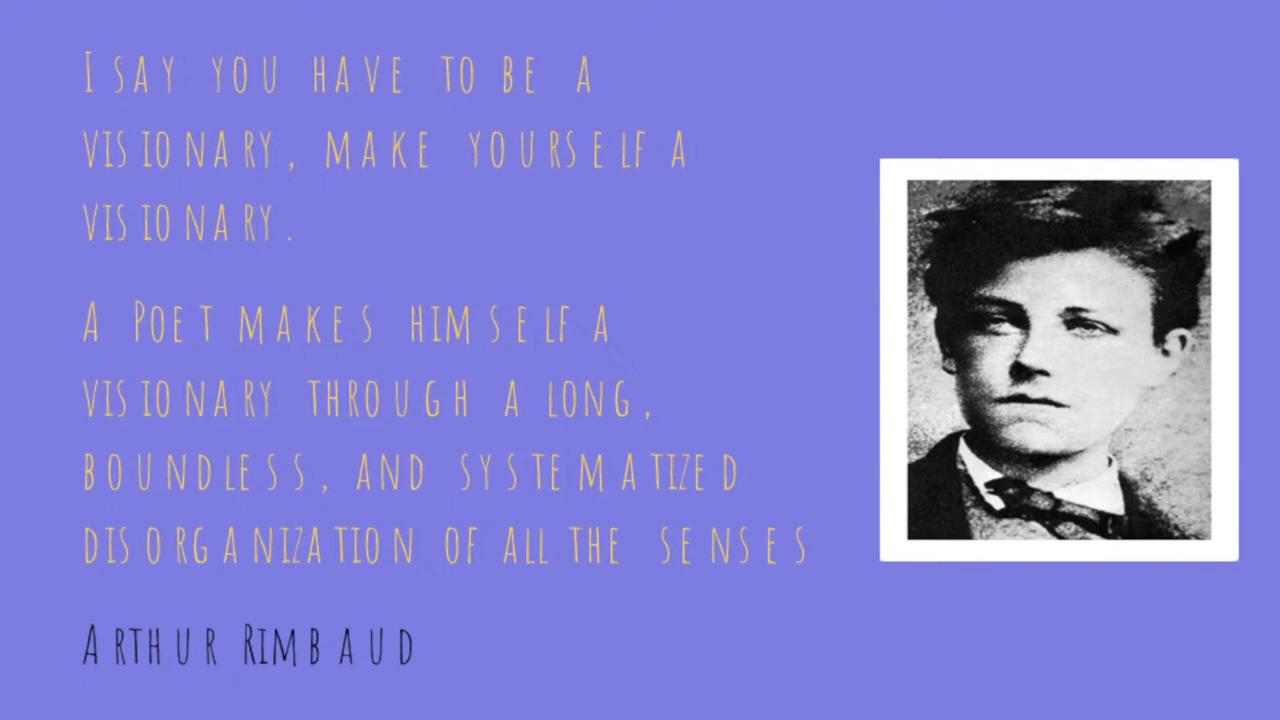 I say you have to be a
visionary, make yourself a
visionary.
A Poet makes himself a
visionary through a long,
boundless, and systematized
disorganization of all the senses
Arthur Rimbaud